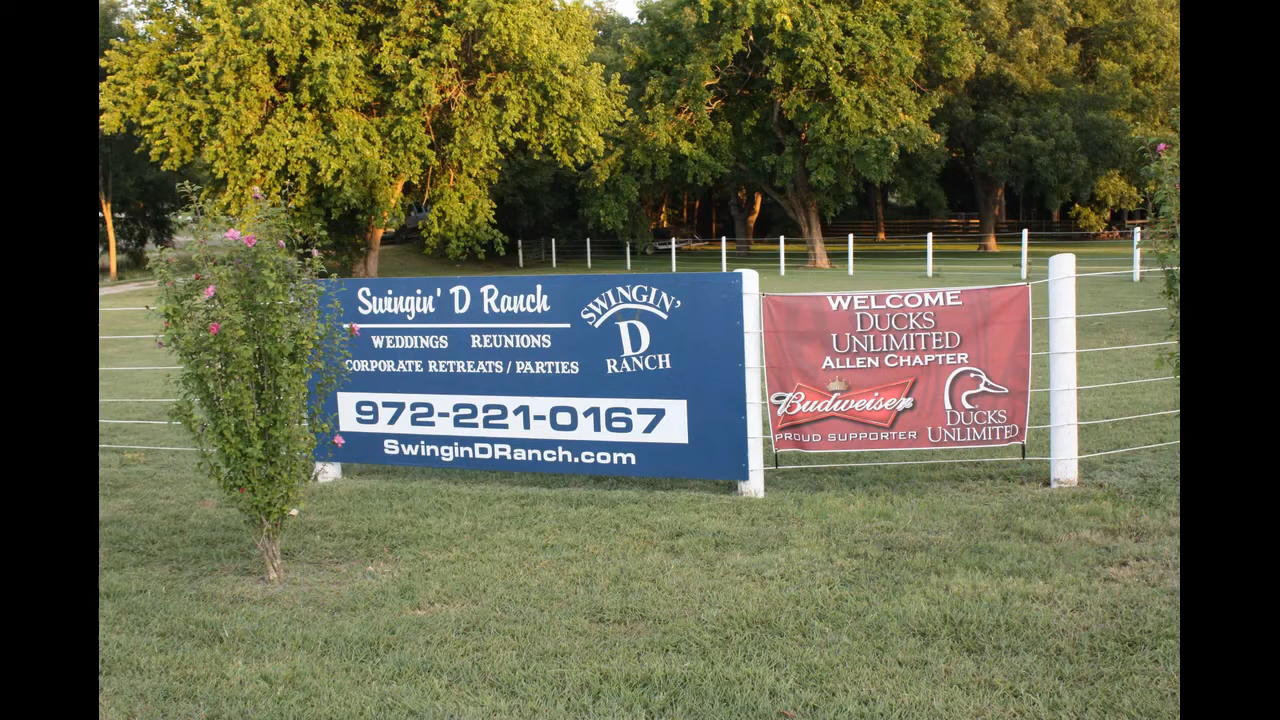 Swingin' D Ranch
WEDDINGS REUNIONS
CORPORATE RETREATS / PARTIES
SWINGIN'
D
RANCH
972-221-0167
SwinginDRanch.com
WELCOME
DUCKS
UNLIMITED
ALLEN CHAPTER
Budweiser
PROUD SUPPORTER
DUCKS
UNLIMITED